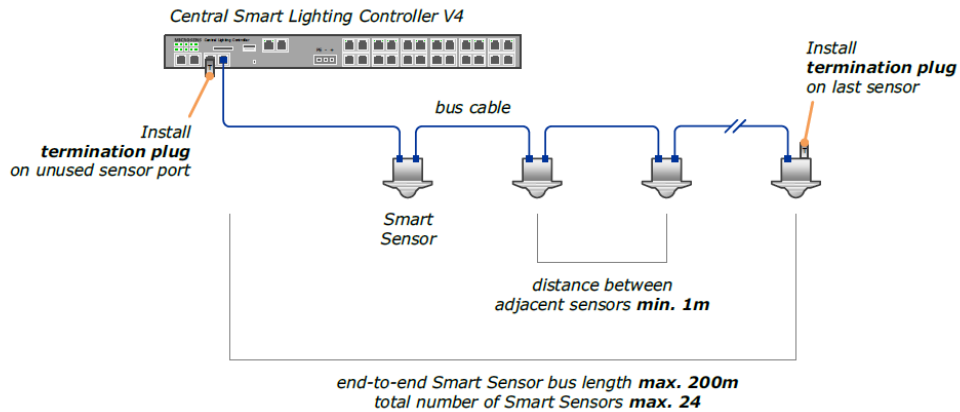 Central Smart Lighting Controller V4
Install
termination plug
on last sensor
bus cable
Install
termination plug
on unused sensor port
Smart
Sensor
distance between
adjacent sensors min. 1m
end-to-end Smart Sensor bus length max. 200m
total number of Smart Sensors max. 24